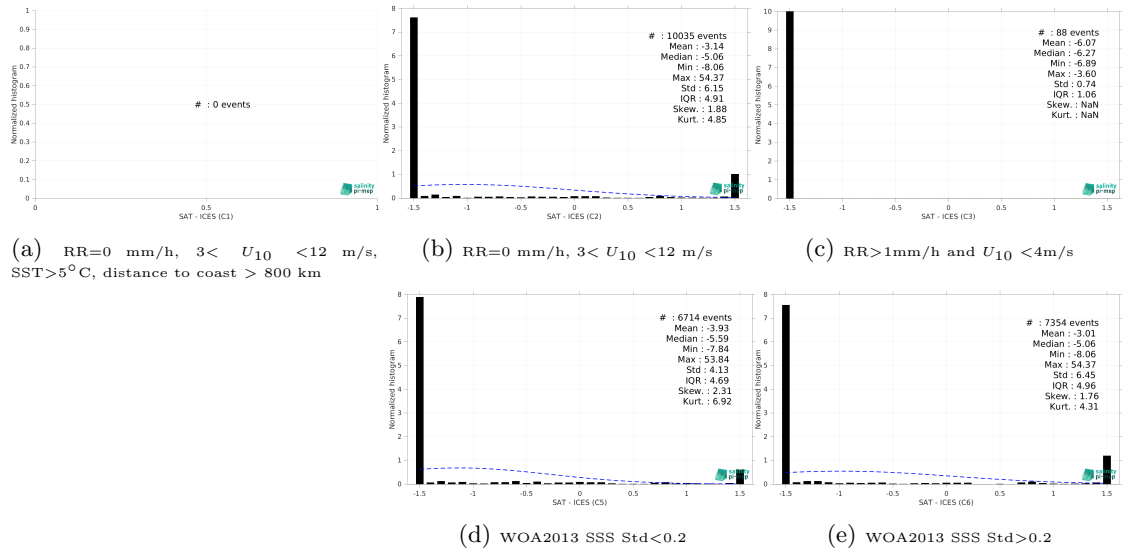 1
0.9
0.8
0.7
0.6
0.5
0.4
0.3
0.2
0.1
0
Normalized histogram
# : 0 events
salinity
pi-mep
0
0.5
1
SAT - ICES (C1)
(a) RR=0 mm/h, 3< U10 <12 m/s,
SST>5°C, distance to coast > 800 km
8
7
6
5
4
3
2
1
0
Normalized histogram
# : 10035 events
Mean : -3.14
Median : -5.06
Min : -8.06
Max : 54.37
Std : 6.15
IQR : 4.91
Skew. : 1.88
Kurt. : 4.85
salinity
pi-mep
-1.5
-1
-0.5
0
0.5
1
1.5
SAT - ICES (C2)
(b) RR=0 mm/h, 3< U10 <12 m/s
10
9
8
7
6
5
4
3
2
1
0
Normalized histogram
# : 88 events
Mean : -6.07
Median : -6.27
Min : -6.89
Max : -3.60
Std : 0.74
IQR : 1.06
Skew. : NaN
Kurt. : NaN
salinity
pi-mep
-1.5
-1
-0.5
0
0.5
1
1.5
SAT - ICES (C3)
(c) RR>1mm/h and U10 <4m/s
8
7
6
5
4
3
2
1
0
Normalized histogram
# : 6714 events
Mean : -3.93
Median : -5.59
Min : -7.84
Max : 53.84
Std : 4.13
IQR : 4.69
Skew. : 2.31
Kurt. : 6.92
salinity
pi-mep
-1.5
-1
-0.5
0
0.5
1
1.5
SAT - ICES (C5)
(d) WOA2013 SSS Std<0.2
8
7
6
5
4
3
2
1
0
Normalized histogram
# : 7354 events
Mean : -3.01
Median : -5.06
Min : -8.06
Max : 54.37
Std : 6.45
IQR : 4.96
Skew. : 1.76
Kurt. : 4.31
salinity
pi-mep
-1.5
-1
-0.5
0
0.5
1
1.5
SAT - ICES (C6)
(e) WOA2013 SSS Std>0.2